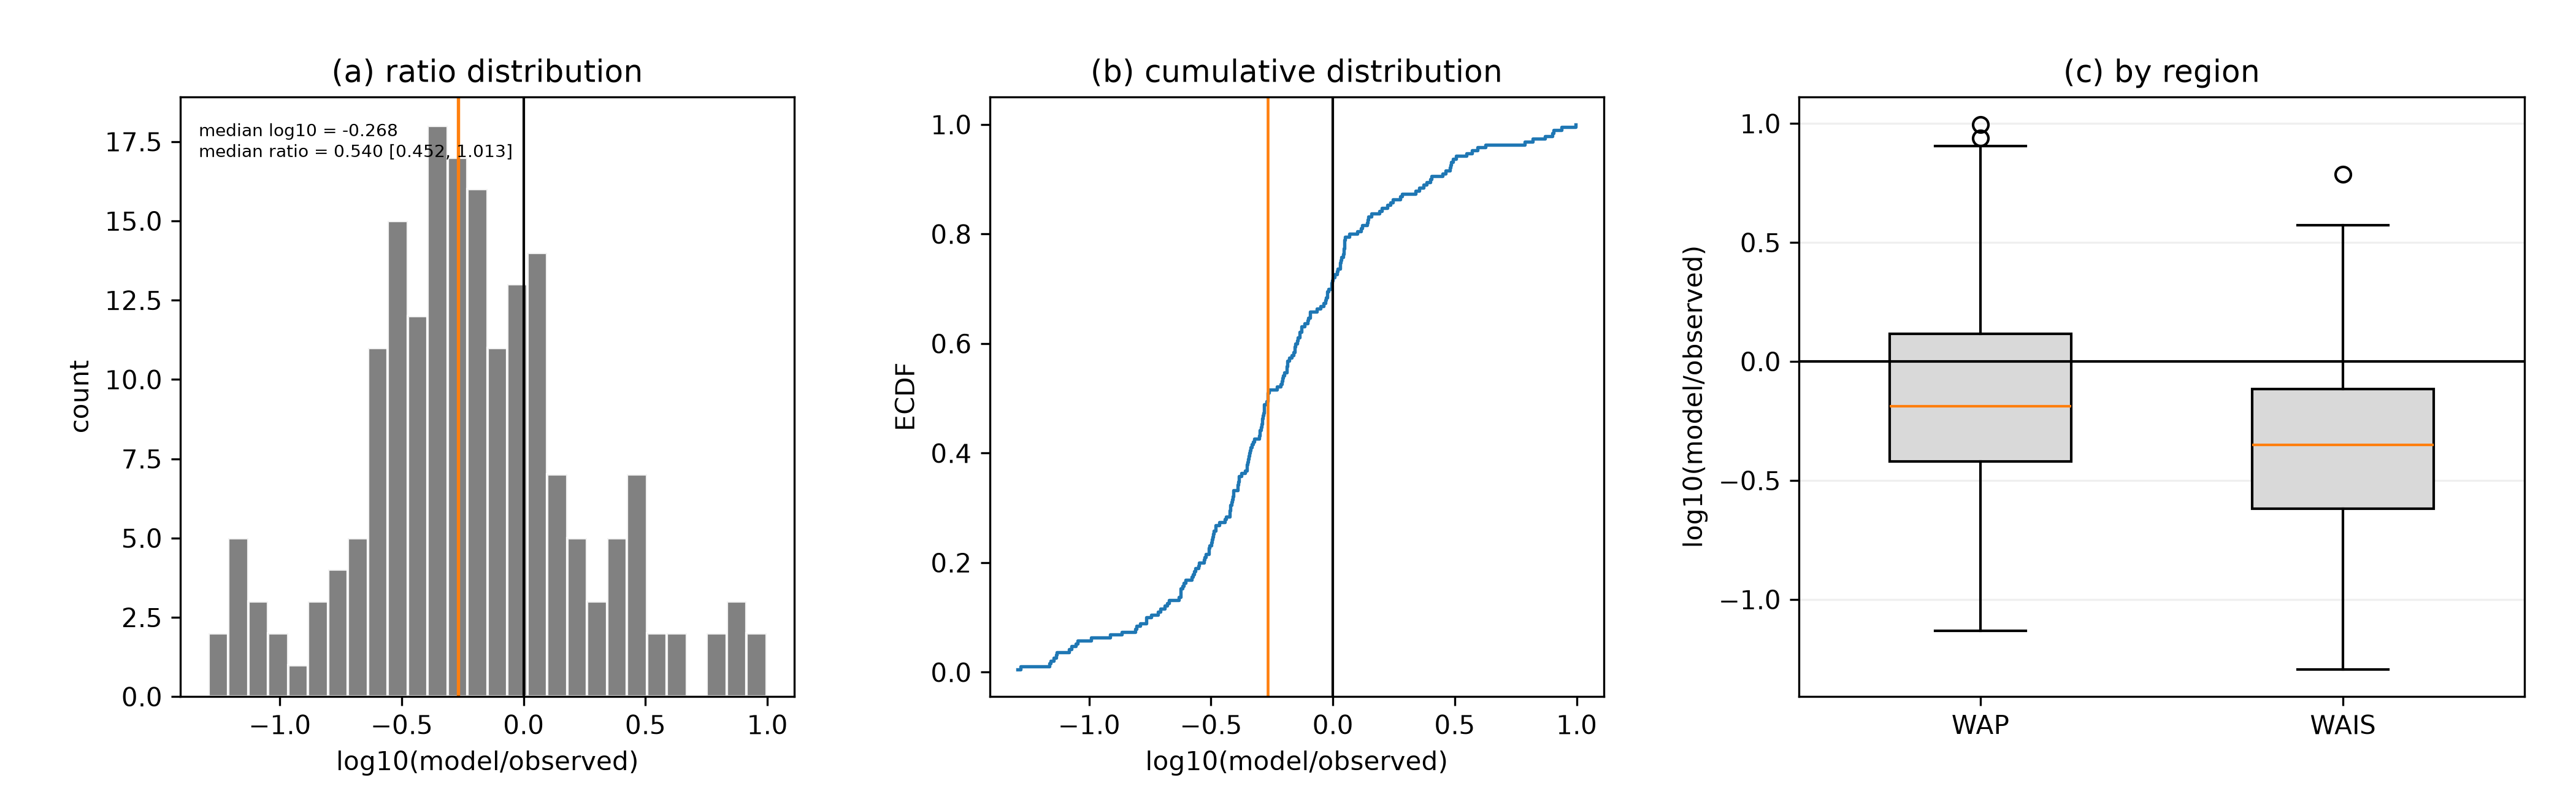 (a) ratio distribution
median log10 = -0.268
median ratio = 0.540 [0.452, 1.013]
17.5
15.0
12.5
10.0
7.5
5.0
2.5
0.0
count
−1.0 −0.5 0.0 0.5 1.0
log10(model/observed)
(b) cumulative distribution
1.0
0.8
0.6
0.4
0.2
0.0
ECDF
−1.0 −0.5 0.0 0.5 1.0
log10(model/observed)
(c) by region
1.0
0.5
0.0
−0.5
−1.0
log10(model/observed)
WAP WAIS